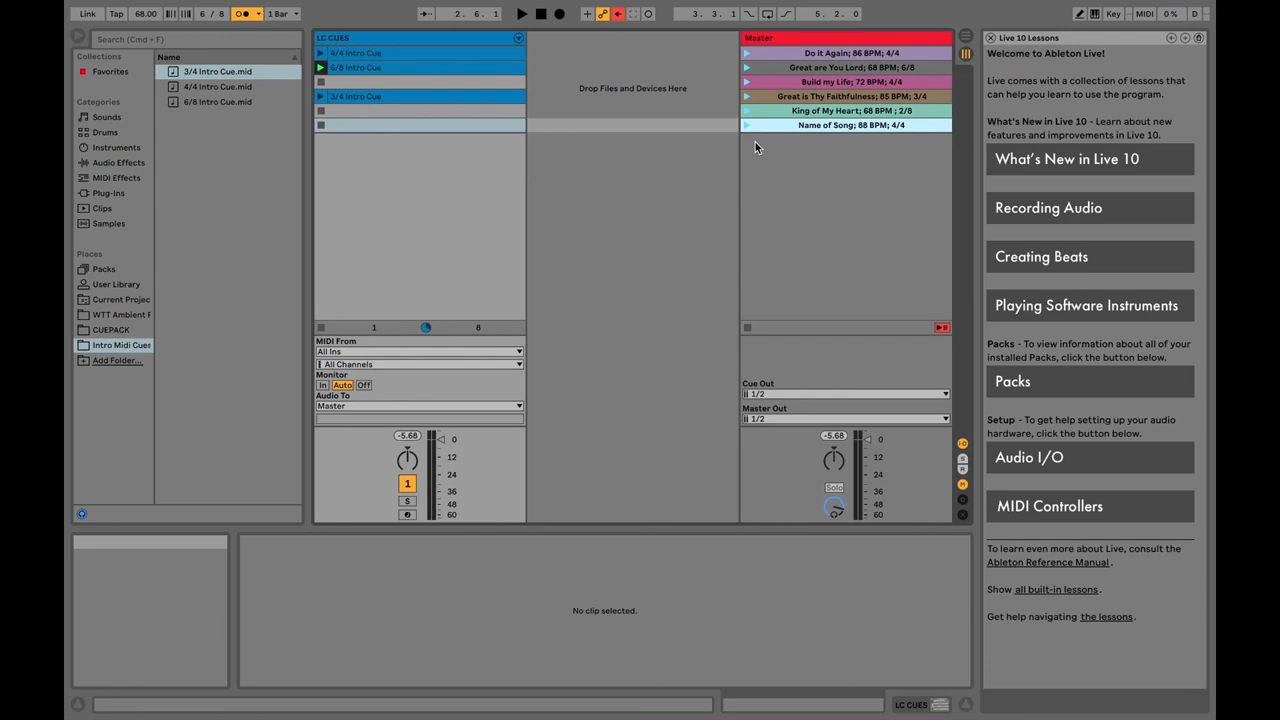 Link Tap 68.00 6 / 8 1 Bar 2. 6. 1 3. 3. 1 5. 2. 0 Key MIDI 0 % D
Search (Cmd + F)
Collections
Favorites
Categories
Sounds
Drums
Instruments
Audio Effects
MIDI Effects
Plug-Ins
Clips
Samples
Places
Packs
User Library
Current Projec
WTT Ambient F
CUEPACK
Intro Midi Cues
Add Folder...
Name
3/4 Intro Cue.mid
4/4 Intro Cue.mid
6/8 Intro Cue.mid
LC CUES
4/4 Intro Cue
6/8 Intro Cue
3/4 Intro Cue
1 8
MIDI From
All Ins
All Channels
Monitor
In Auto Off
Audio To
Master
-5.68
0
12
24
36
48
60
1
S
Drop Files and Devices Here
Master
Do it Again; 86 BPM; 4/4
Great are You Lord; 68 BPM; 6/8
Build my Life; 72 BPM; 4/4
Great is Thy Faithfulness; 85 BPM; 3/4
King of My Heart; 68 BPM ; 2/8
Name of Song; 88 BPM; 4/4
Cue Out
1/2
Master Out
1/2
-5.68
0
12
24
36
48
60
Solo
S
R
M
D
X
Live 10 Lessons
Welcome to Ableton Live!
Live comes with a collection of lessons that
can help you learn to use the program.
What's New in Live 10 - Learn about new
features and improvements in Live 10.
What's New in Live 10
Recording Audio
Creating Beats
Playing Software Instruments
Packs - To view information about all of your
installed Packs, click the button below.
Packs
Setup - To get help setting up your audio
hardware, click the button below.
Audio I/O
MIDI Controllers
To learn even more about Live, consult the
Ableton Reference Manual .
Show all built-in lessons .
Get help navigating the lessons .
No clip selected.
LC CUES